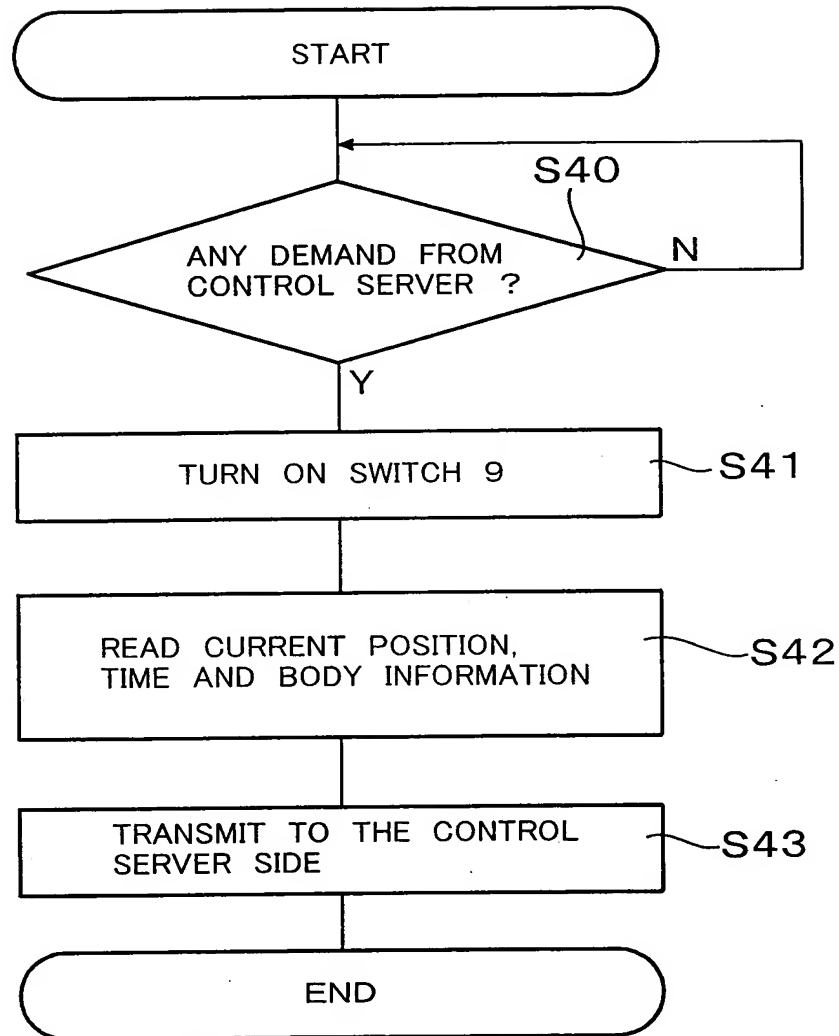 START
S40
ANY DEMAND FROM
CONTROL SERVER ?
N
Y
TURN ON SWITCH 9
S41
READ CURRENT POSITION,
TIME AND BODY INFORMATION
S42
TRANSMIT TO THE CONTROL
SERVER SIDE
S43
END